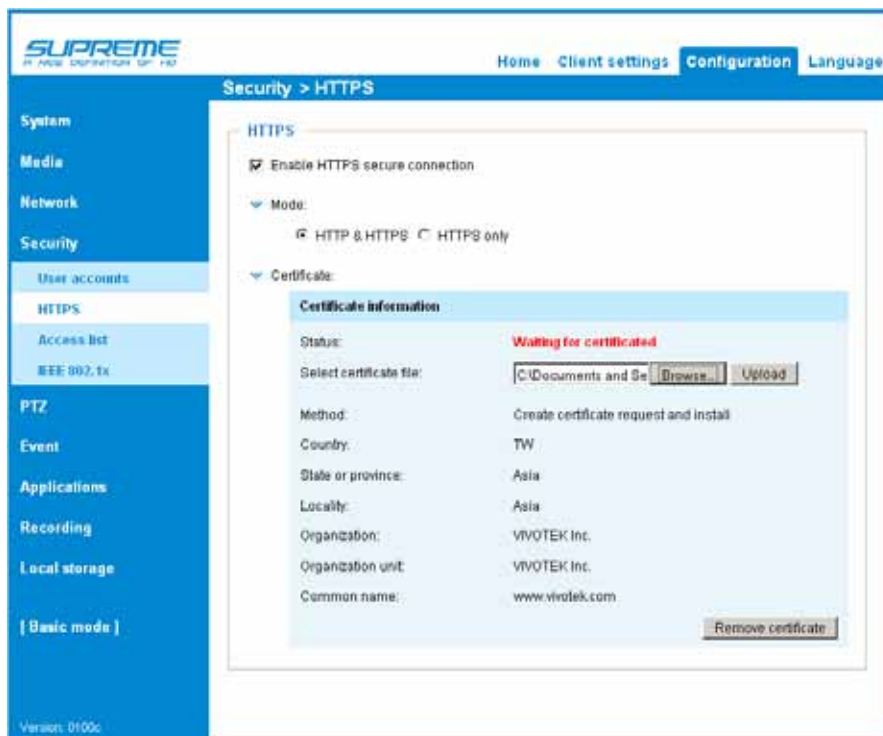 SUPREME
A NEW DEFINITION OF HD
Home Client settings Configuration Language
Security > HTTPS
System
Media
Network
Security
User accounts
HTTPS
Access list
IEEE 802.1x
PTZ
Event
Applications
Recording
Local storage
[ Basic mode ]
Version: 0100c
HTTPS
Enable HTTPS secure connection
Mode:
HTTP & HTTPS HTTPS only
Certificate:
Certificate information
Status: Waiting for certificated
Select certificate file: C:\Documents and Se Browse... Upload
Method: Create certificate request and install
Country: TW
State or province: Asia
Locality: Asia
Organization: VIVOTEK Inc.
Organization unit: VIVOTEK Inc.
Common name: www.vivotek.com
Remove certificate